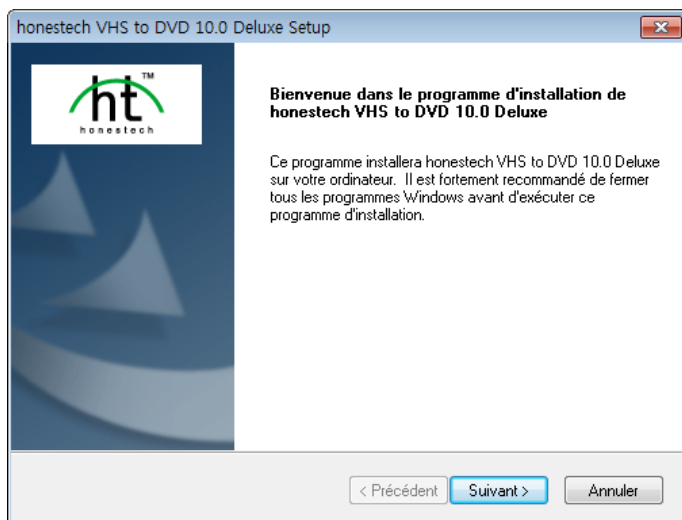 honestech VHS to DVD 10.0 Deluxe Setup
ht™
honestech
Bienvenue dans le programme d'installation de
honestech VHS to DVD 10.0 Deluxe
Ce programme installera honestech VHS to DVD 10.0 Deluxe
sur votre ordinateur.  Il est fortement recommandé de fermer
tous les programmes Windows avant d'exécuter ce
programme d'installation.
< Précédent Suivant > Annuler